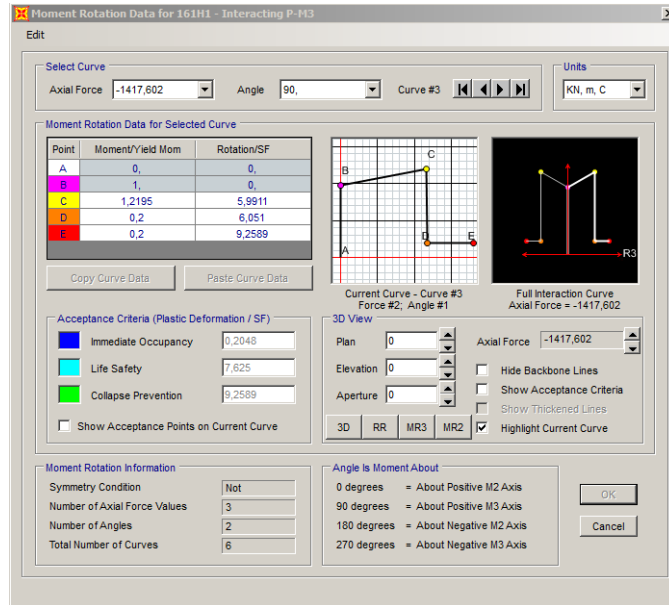 Moment Rotation Data for 161H1 - Interacting P-M3
Edit
Select Curve
Axial Force -1417,602 Angle 90, Curve #3
Units
KN, m, C
Moment Rotation Data for Selected Curve
Point Moment/Yield Mom Rotation/SF
A 0, 0,
B 1, 0,
C 1,2195 5,9911
D 0,2 6,051
E 0,2 9,2589
Copy Curve Data Paste Curve Data
A
B
C
D
E
Current Curve - Curve #3
Force #2; Angle #1
R3
Full Interaction Curve
Axial Force = -1417,602
Acceptance Criteria (Plastic Deformation / SF)
Immediate Occupancy 0,2048
Life Safety 7,625
Collapse Prevention 9,2589
Show Acceptance Points on Current Curve
3D View
Plan 0
Elevation 0
Aperture 0
3D RR MR3 MR2
Axial Force -1417,602
Hide Backbone Lines
Show Acceptance Criteria
Show Thickened Lines
Highlight Current Curve
Moment Rotation Information
Symmetry Condition Not
Number of Axial Force Values 3
Number of Angles 2
Total Number of Curves 6
Angle Is Moment About
0 degrees = About Positive M2 Axis
90 degrees = About Positive M3 Axis
180 degrees = About Negative M2 Axis
270 degrees = About Negative M3 Axis
OK
Cancel